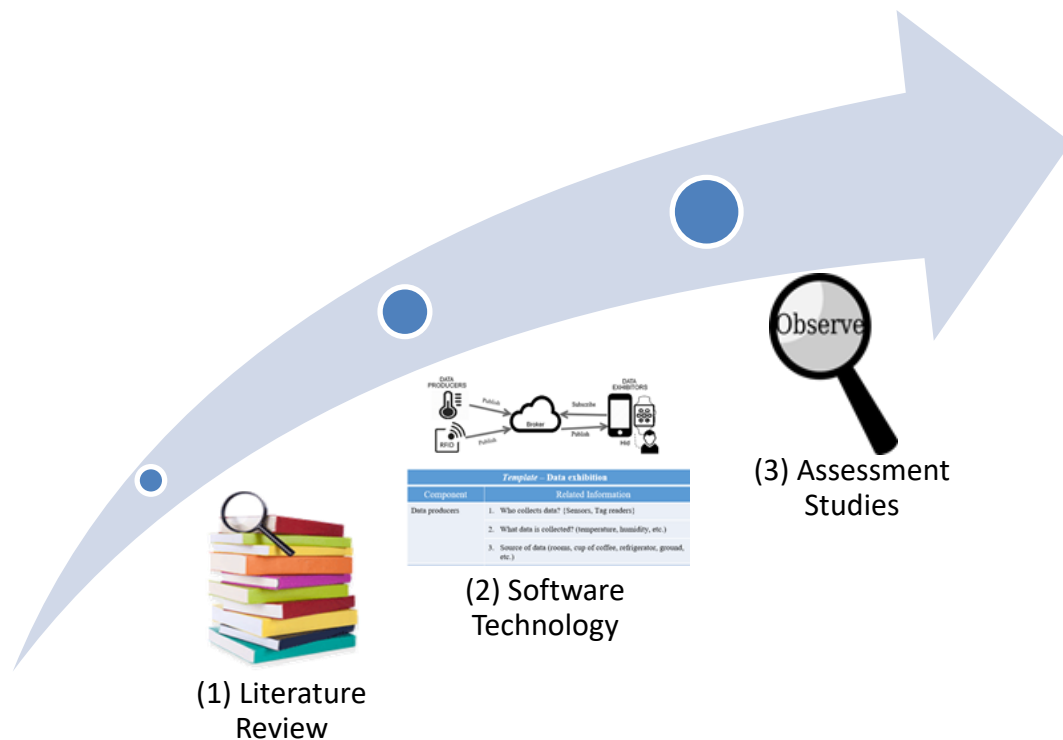 Observe
DATA
PRODUCERS
DATA
EXHIBITORS
Publish
Subscribe
Broker
Publish
Publish
RFID
Hid
(3) Assessment
Studies
Template – Data exhibition
Component
Related Information
Data producers
1. Who collects data? {Sensors, Tag readers}
2. What data is collected? (temperature, humidity, etc.)
3. Source of data (rooms, cup of coffee, refrigerator, ground,
etc.)
(2) Software
Technology
(1) Literature
Review